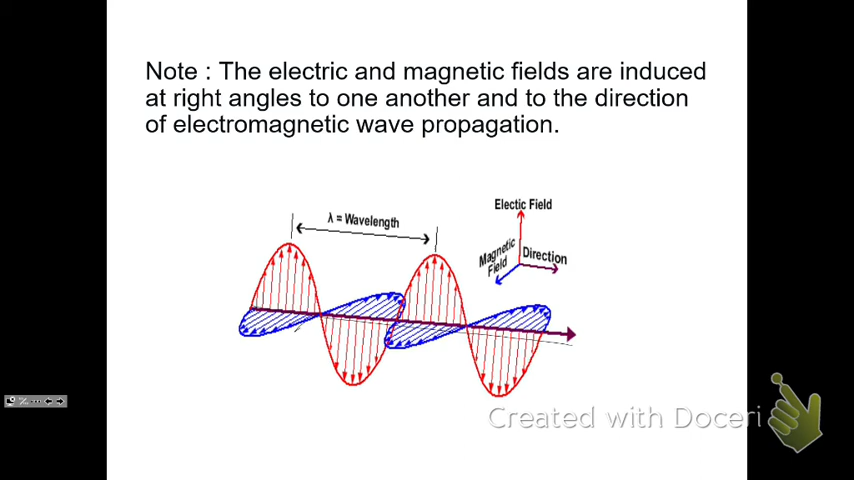 Note : The electric and magnetic fields are induced
at right angles to one another and to the direction
of electromagnetic wave propagation.
λ = Wavelength
Electic Field
Magnetic
Field
Direction
Created with Doceri